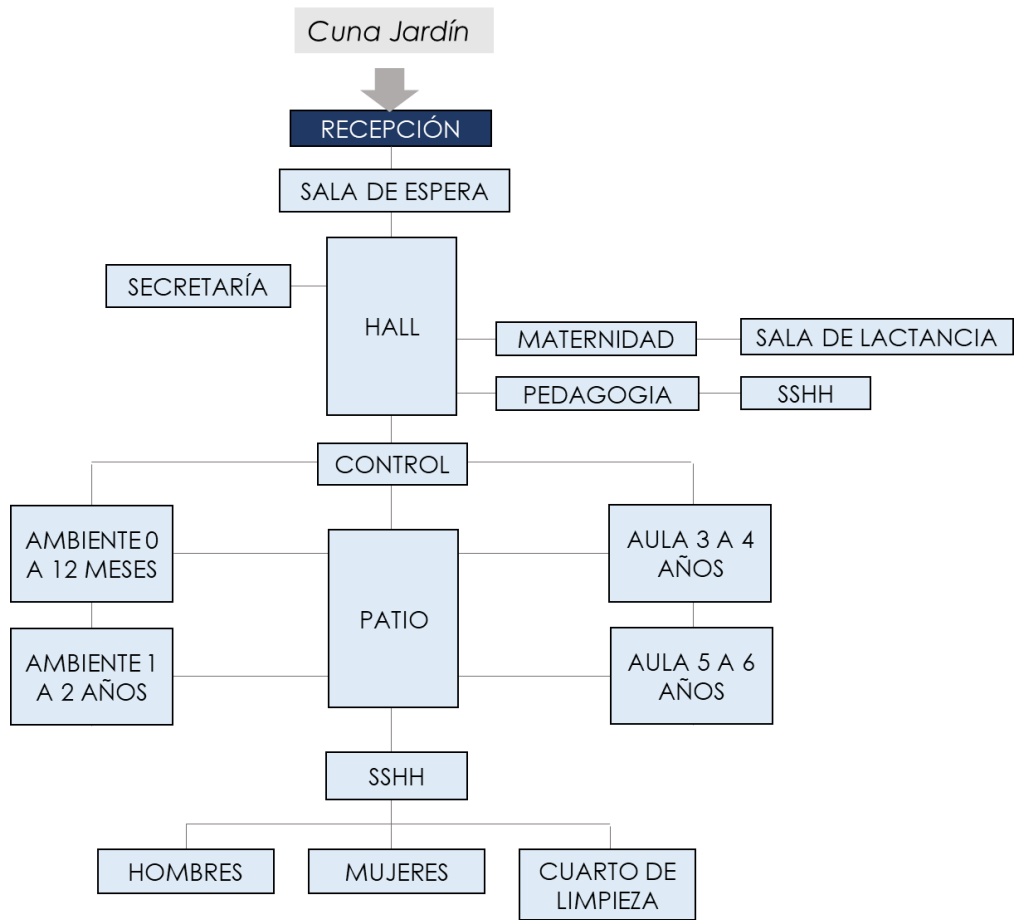 Cuna Jardín
RECEPCIÓN
SALA DE ESPERA
SECRETARÍA
HALL
MATERNIDAD
SALA DE LACTANCIA
PEDAGOGIA
SSHH
CONTROL
AMBIENTE 0
A 12 MESES
AULA 3 A 4
AÑOS
PATIO
AMBIENTE 1
A 2 AÑOS
AULA 5 A 6
AÑOS
SSHH
HOMBRES
MUJERES
CUARTO DE
LIMPIEZA